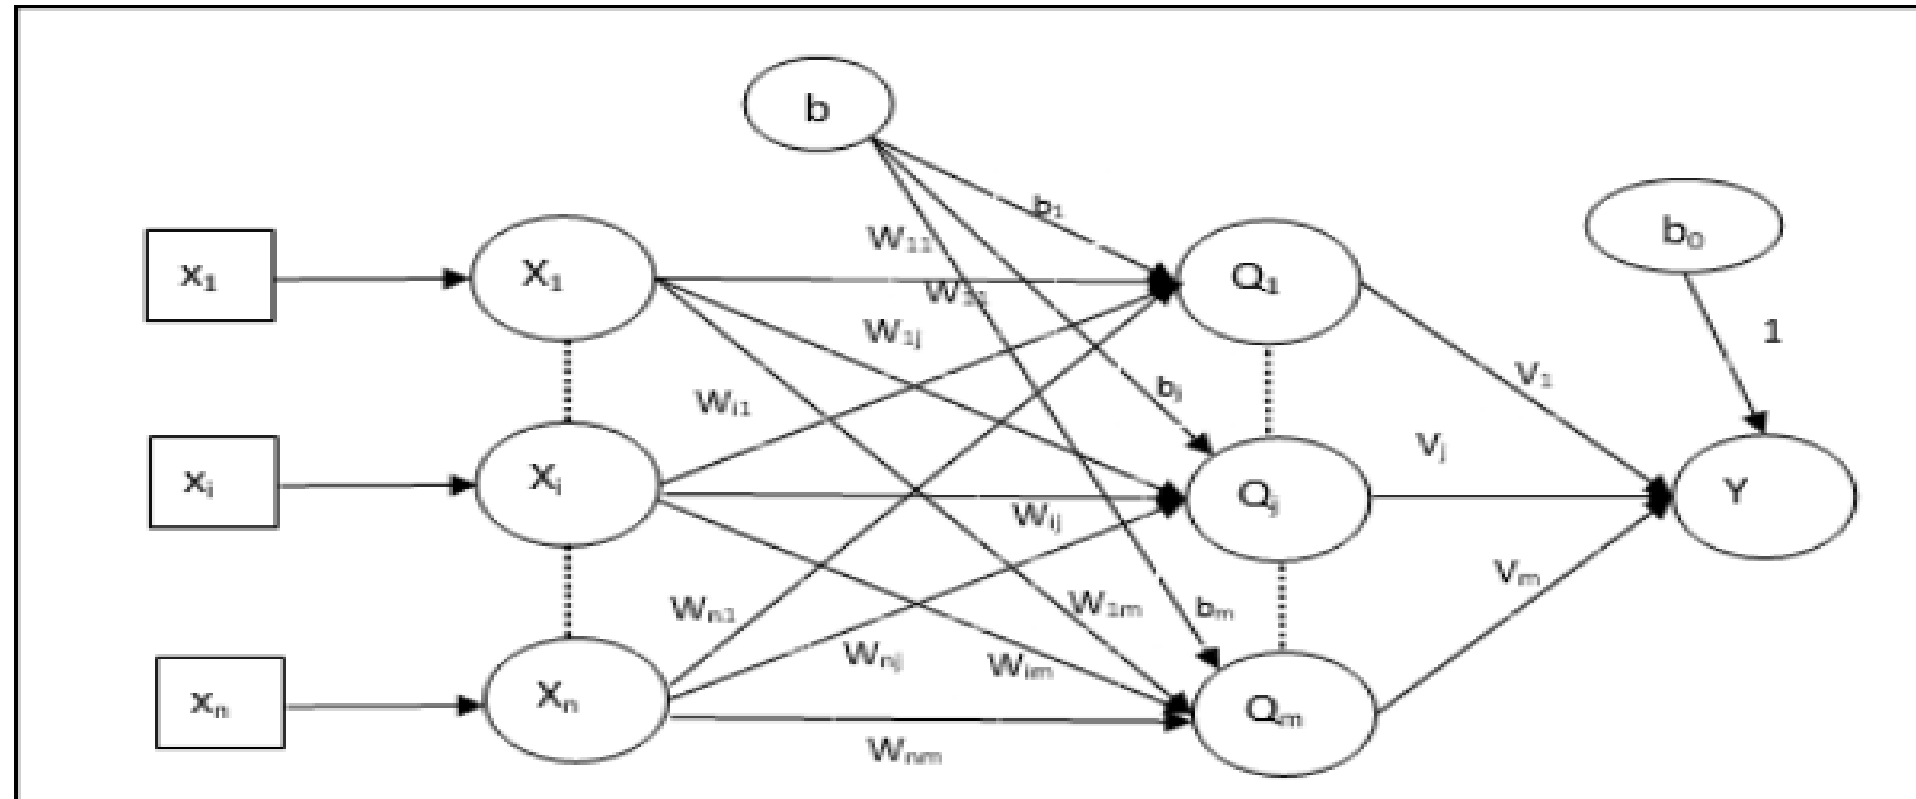 b
b₁
b₀
W₁₁
x₁
X₁
Q₁
W₁₁
1
W₁ⱼ
V₁
bⱼ
Wᵢ₁
Vⱼ
xᵢ
Xᵢ
Qⱼ
Y
Wᵢⱼ
Vₘ
Wₙ₁
W₁ₘ
bₘ
Wₙⱼ
Wᵢₘ
xₙ
Xₙ
Qₘ
Wₙₘ